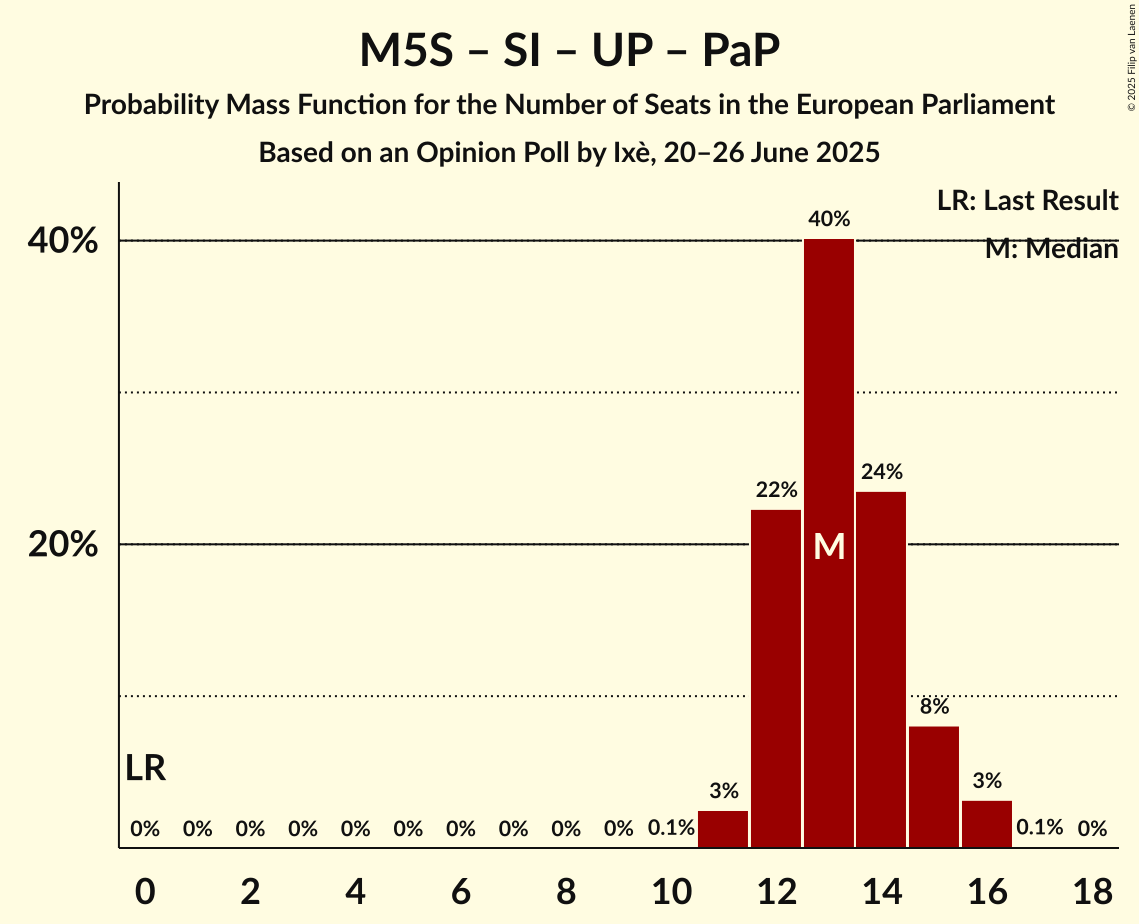 M5S – SI – UP – PaP
Probability Mass Function for the Number of Seats in the European Parliament
Based on an Opinion Poll by Ixè, 20–26 June 2025
© 2025 Filip van Laenen
LR: Last Result
M: Median
40%
20%
40%
24%
22%
M
8%
LR
3%
3%
0% 0% 0% 0% 0% 0% 0% 0% 0% 0% 0.1% 0.1% 0%
0 2 4 6 8 10 12 14 16 18